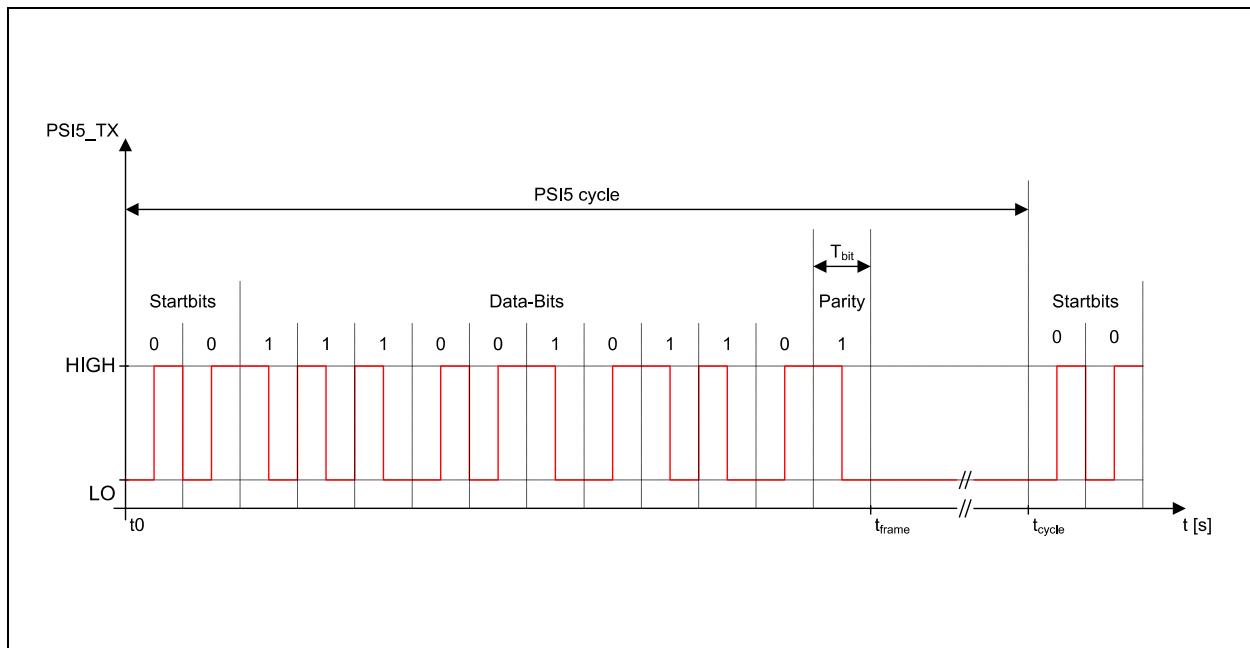 PSI5_TX
PSI5 cycle
T_bit
Startbits Data-Bits Parity Startbits
0 0 1 1 1 0 0 1 0 1 1 0 1 0 0
HIGH
LO
t0 t_frame t_cycle t [s]